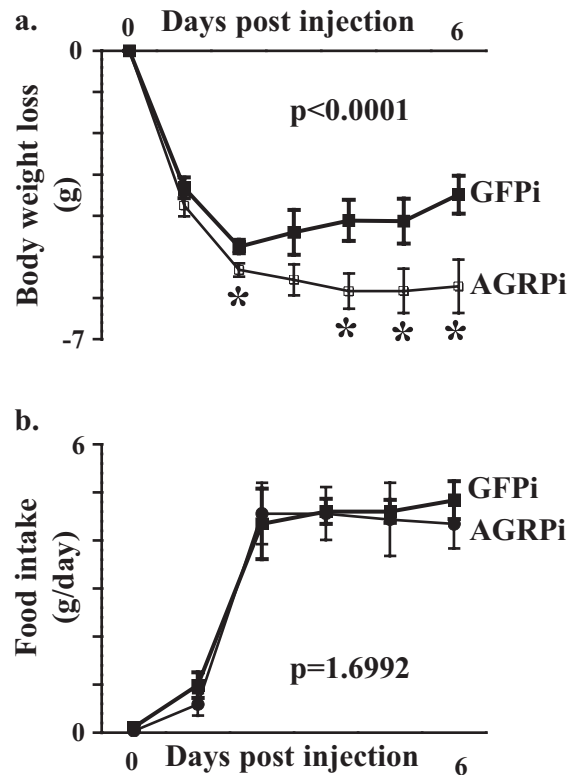 a.
Days post injection
0
6
0
Body weight loss
(g)
p<0.0001
GFPi
AGRPi
*
* * *
-7
b.
6
Food intake
(g/day)
GFPi
AGRPi
p=1.6992
0
0
Days post injection
6